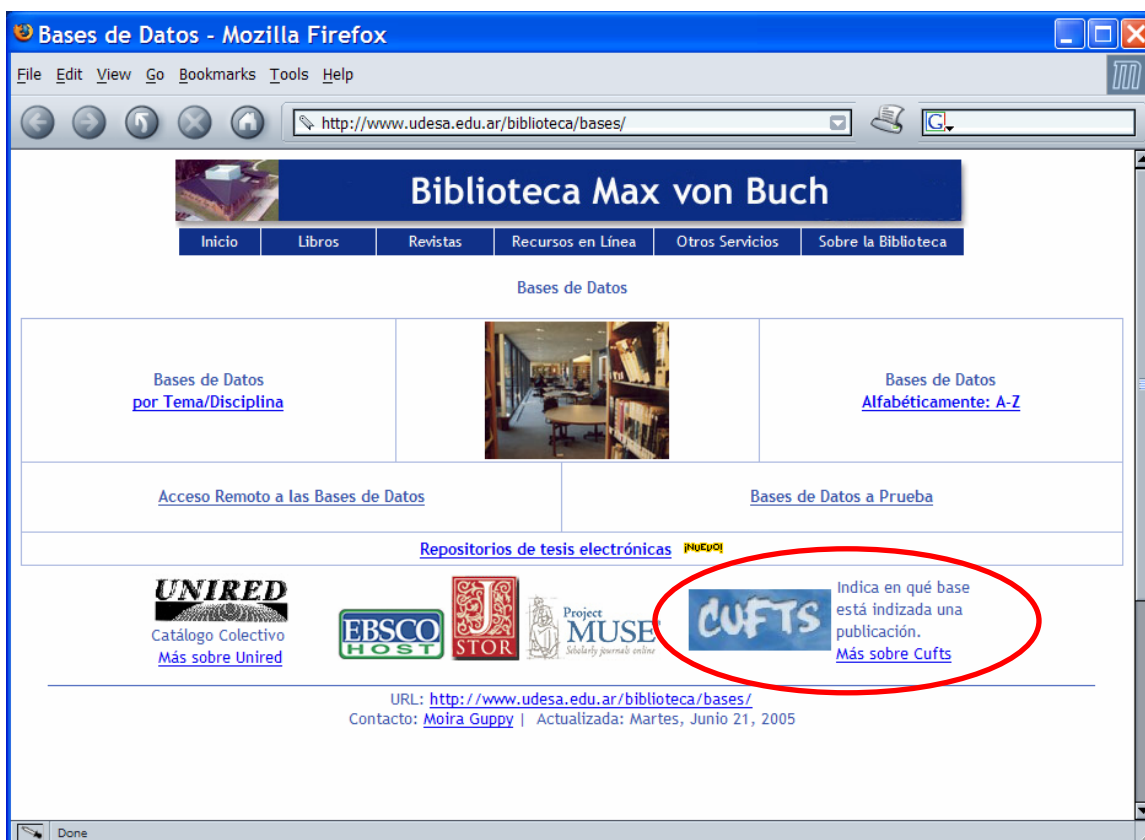 Bases de Datos - Mozilla Firefox
File Edit View Go Bookmarks Tools Help
http://www.udesa.edu.ar/biblioteca/bases/
G
Biblioteca Max von Buch
Inicio Libros Revistas Recursos en Línea Otros Servicios Sobre la Biblioteca
Bases de Datos
Bases de Datos
por Tema/Disciplina
Bases de Datos
Alfabéticamente: A-Z
Acceso Remoto a las Bases de Datos
Bases de Datos a Prueba
Repositorios de tesis electrónicas ¡NUEVO!
UNIRED
Catálogo Colectivo
Más sobre Unired
EBSCO
HOST
J
STOR
Project
MUSE
Scholarly journals online
CUFTS
Indica en qué base
está indizada una
publicación.
Más sobre Cufts
URL: http://www.udesa.edu.ar/biblioteca/bases/
Contacto: Moira Guppy | Actualizada: Martes, Junio 21, 2005
Done